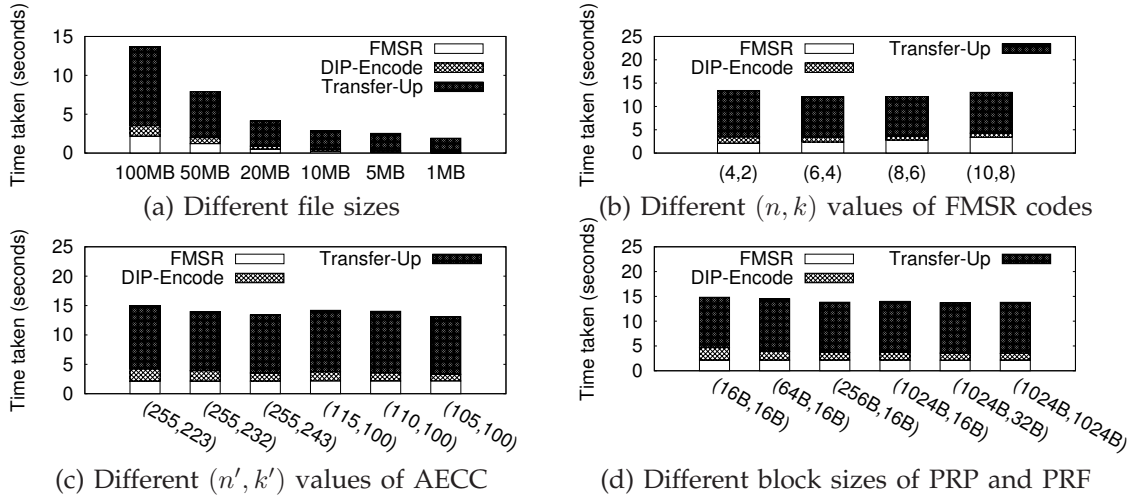 Time taken (seconds)
15
10
5
0
FMSR
DIP-Encode
Transfer-Up
100MB 50MB 20MB 10MB 5MB 1MB
(a) Different file sizes
Time taken (seconds)
25
20
15
10
5
0
FMSR Transfer-Up
DIP-Encode
(4,2) (6,4) (8,6) (10,8)
(b) Different (n, k) values of FMSR codes
Time taken (seconds)
25
20
15
10
5
0
FMSR Transfer-Up
DIP-Encode
(255,223) (255,232) (255,243) (115,100) (110,100) (105,100)
(c) Different (n′, k′) values of AECC
Time taken (seconds)
25
20
15
10
5
0
FMSR Transfer-Up
DIP-Encode
(16B,16B) (64B,16B) (256B,16B) (1024B,16B) (1024B,32B) (1024B,1024B)
(d) Different block sizes of PRP and PRF